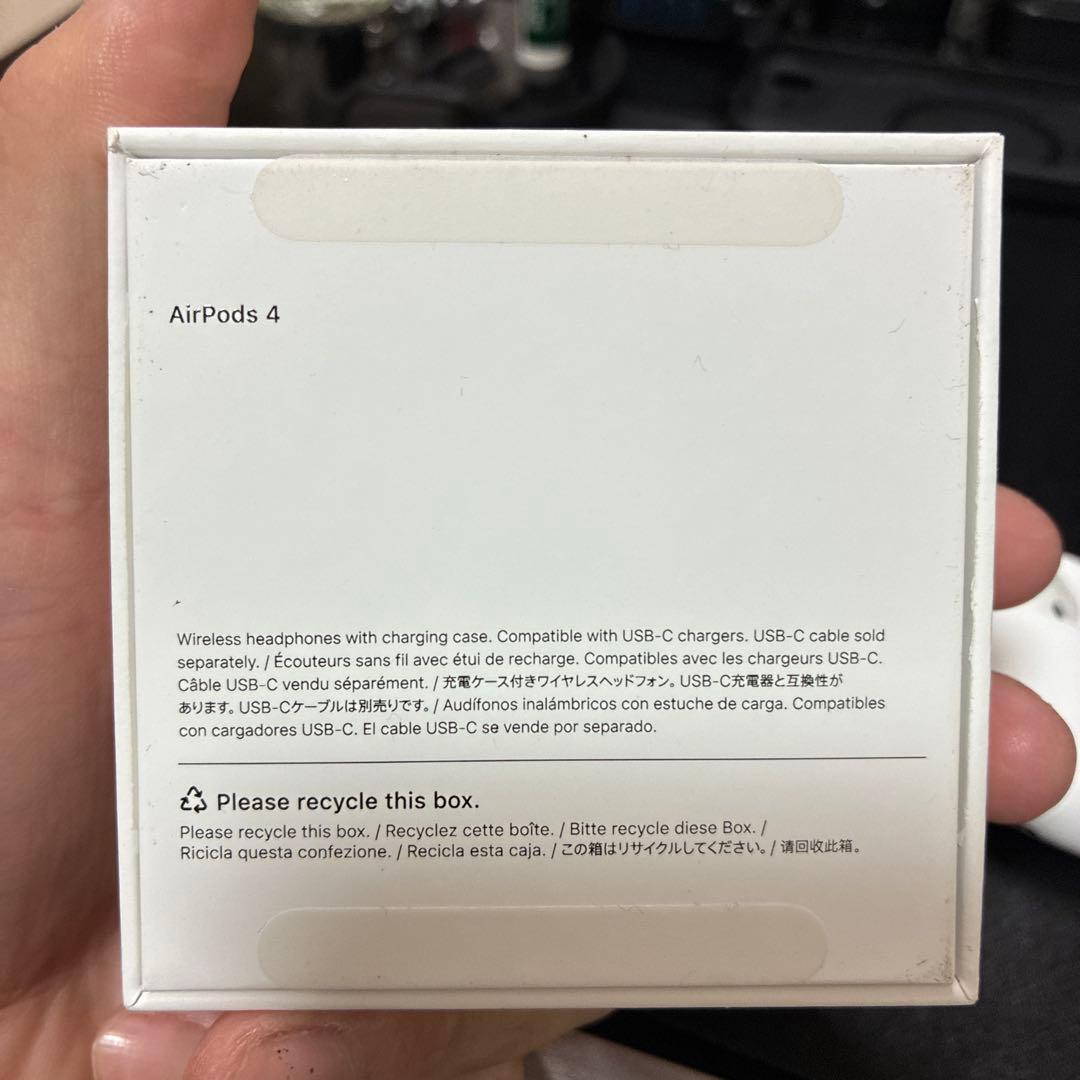 AirPods 4
Wireless headphones with charging case. Compatible with USB-C chargers. USB-C cable sold
separately. / Écouteurs sans fil avec étui de recharge. Compatibles avec les chargeurs USB-C.
Câble USB-C vendu séparément. / 充電ケース付きワイヤレスヘッドフォン。USB-C充電器と互換性が
あります。USB-Cケーブルは別売りです。/ Audífonos inalámbricos con estuche de carga. Compatibles
con cargadores USB-C. El cable USB-C se vende por separado.
Please recycle this box.
Please recycle this box. / Recyclez cette boîte. / Bitte recycle diese Box. /
Ricicla questa confezione. / Recicla esta caja. / この箱はリサイクルしてください。/ 请回收此箱。